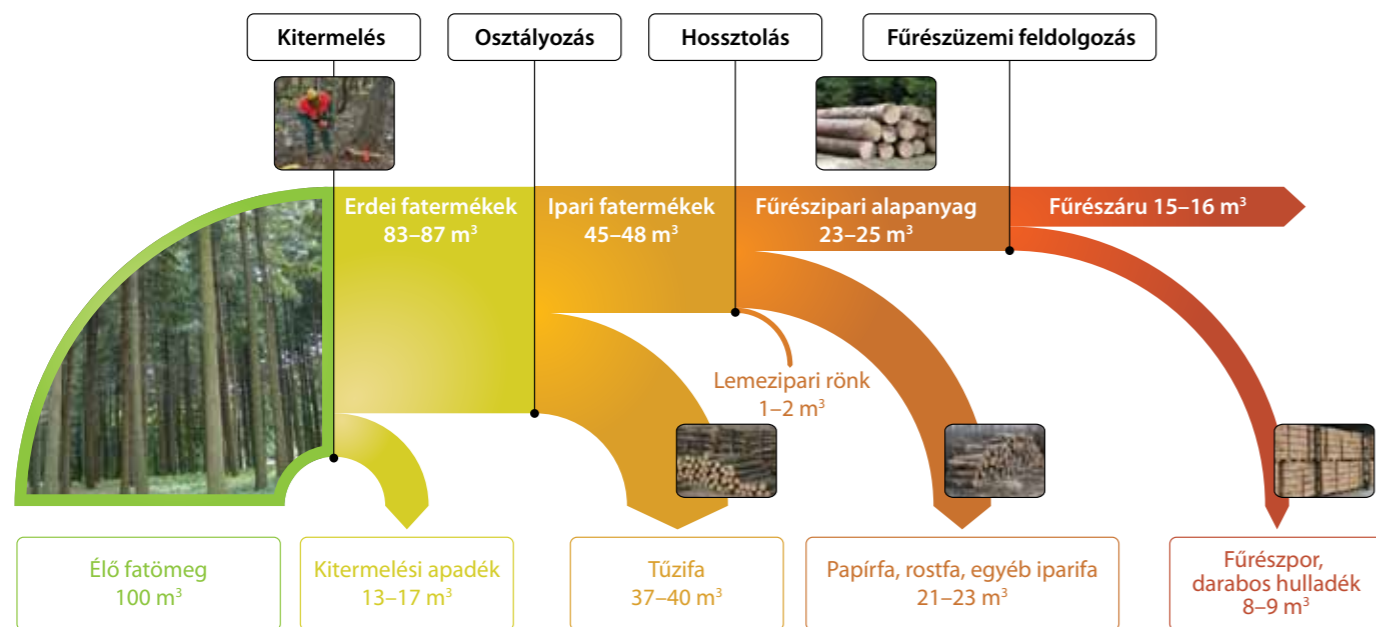 Kitermelés
Osztályozás
Hossztolás
Fűrészüzemi feldolgozás
Erdei fatermékek
83–87 m³
Ipari fatermékek
45–48 m³
Fűrészipari alapanyag
23–25 m³
Fűrészáru 15–16 m³
Lemezipari rönk
1–2 m³
Élő fatömeg
100 m³
Kitermelési apadék
13–17 m³
Tűzifa
37–40 m³
Papírfa, rostfa, egyéb iparifa
21–23 m³
Fűrészpor,
darabos hulladék
8–9 m³